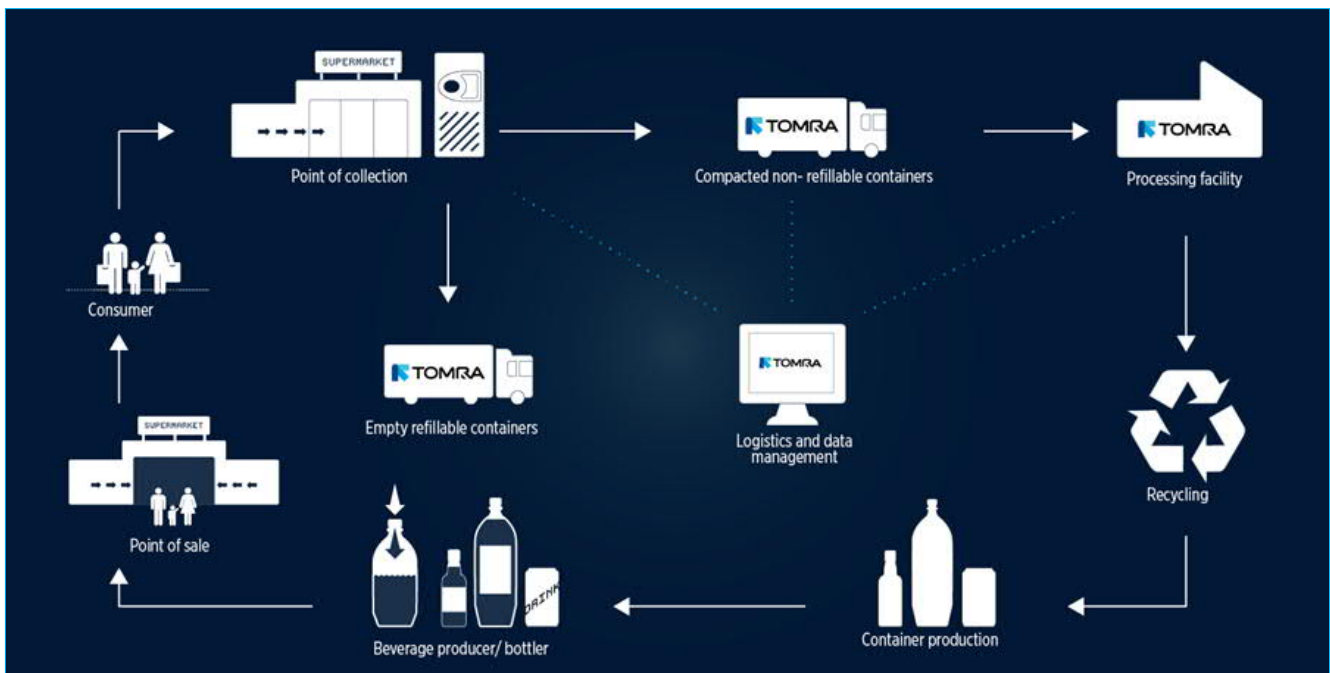 SUPERMARKET
Point of collection
TOMRA
Compacted non- refillable containers
TOMRA
Processing facility
Consumer
TOMRA
Empty refillable containers
TOMRA
Logistics and data
management
SUPERMARKET
Point of sale
Recycling
DRINK
Beverage producer/ bottler
Container production